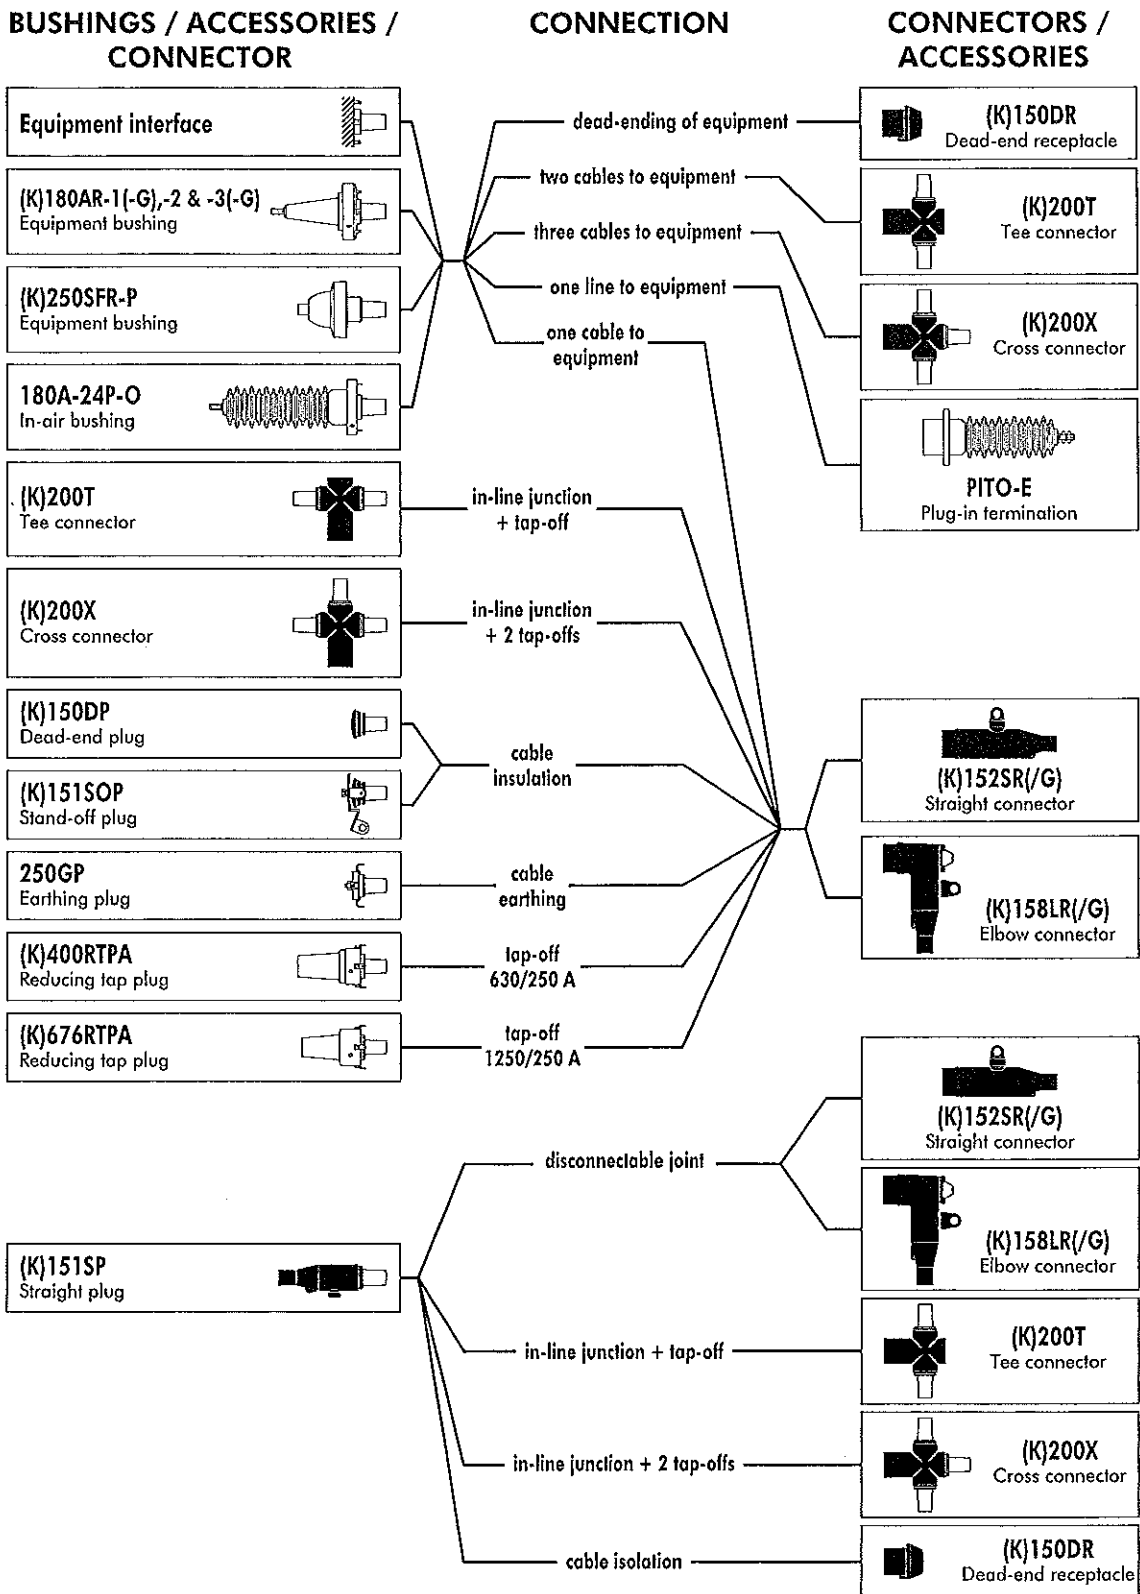 BUSHINGS / ACCESSORIES /
CONNECTOR
CONNECTION
CONNECTORS /
ACCESSORIES
Equipment interface
(K)180AR-1(-G),-2 & -3(-G)
Equipment bushing
(K)250SFR-P
Equipment bushing
180A-24P-O
In-air bushing
(K)200T
Tee connector
(K)200X
Cross connector
(K)150DP
Dead-end plug
(K)151SOP
Stand-off plug
250GP
Earthing plug
(K)400RTPA
Reducing tap plug
(K)676RTPA
Reducing tap plug
(K)151SP
Straight plug
dead-ending of equipment
two cables to equipment
three cables to equipment
one line to equipment
one cable to
equipment
in-line junction
+ tap-off
in-line junction
+ 2 tap-offs
cable
insulation
cable
earthing
tap-off
630/250 A
tap-off
1250/250 A
disconnectable joint
in-line junction + tap-off
in-line junction + 2 tap-offs
cable isolation
(K)150DR
Dead-end receptacle
(K)200T
Tee connector
(K)200X
Cross connector
PITO-E
Plug-in termination
(K)152SR(/G)
Straight connector
(K)158LR(/G)
Elbow connector
(K)152SR(/G)
Straight connector
(K)158LR(/G)
Elbow connector
(K)200T
Tee connector
(K)200X
Cross connector
(K)150DR
Dead-end receptacle